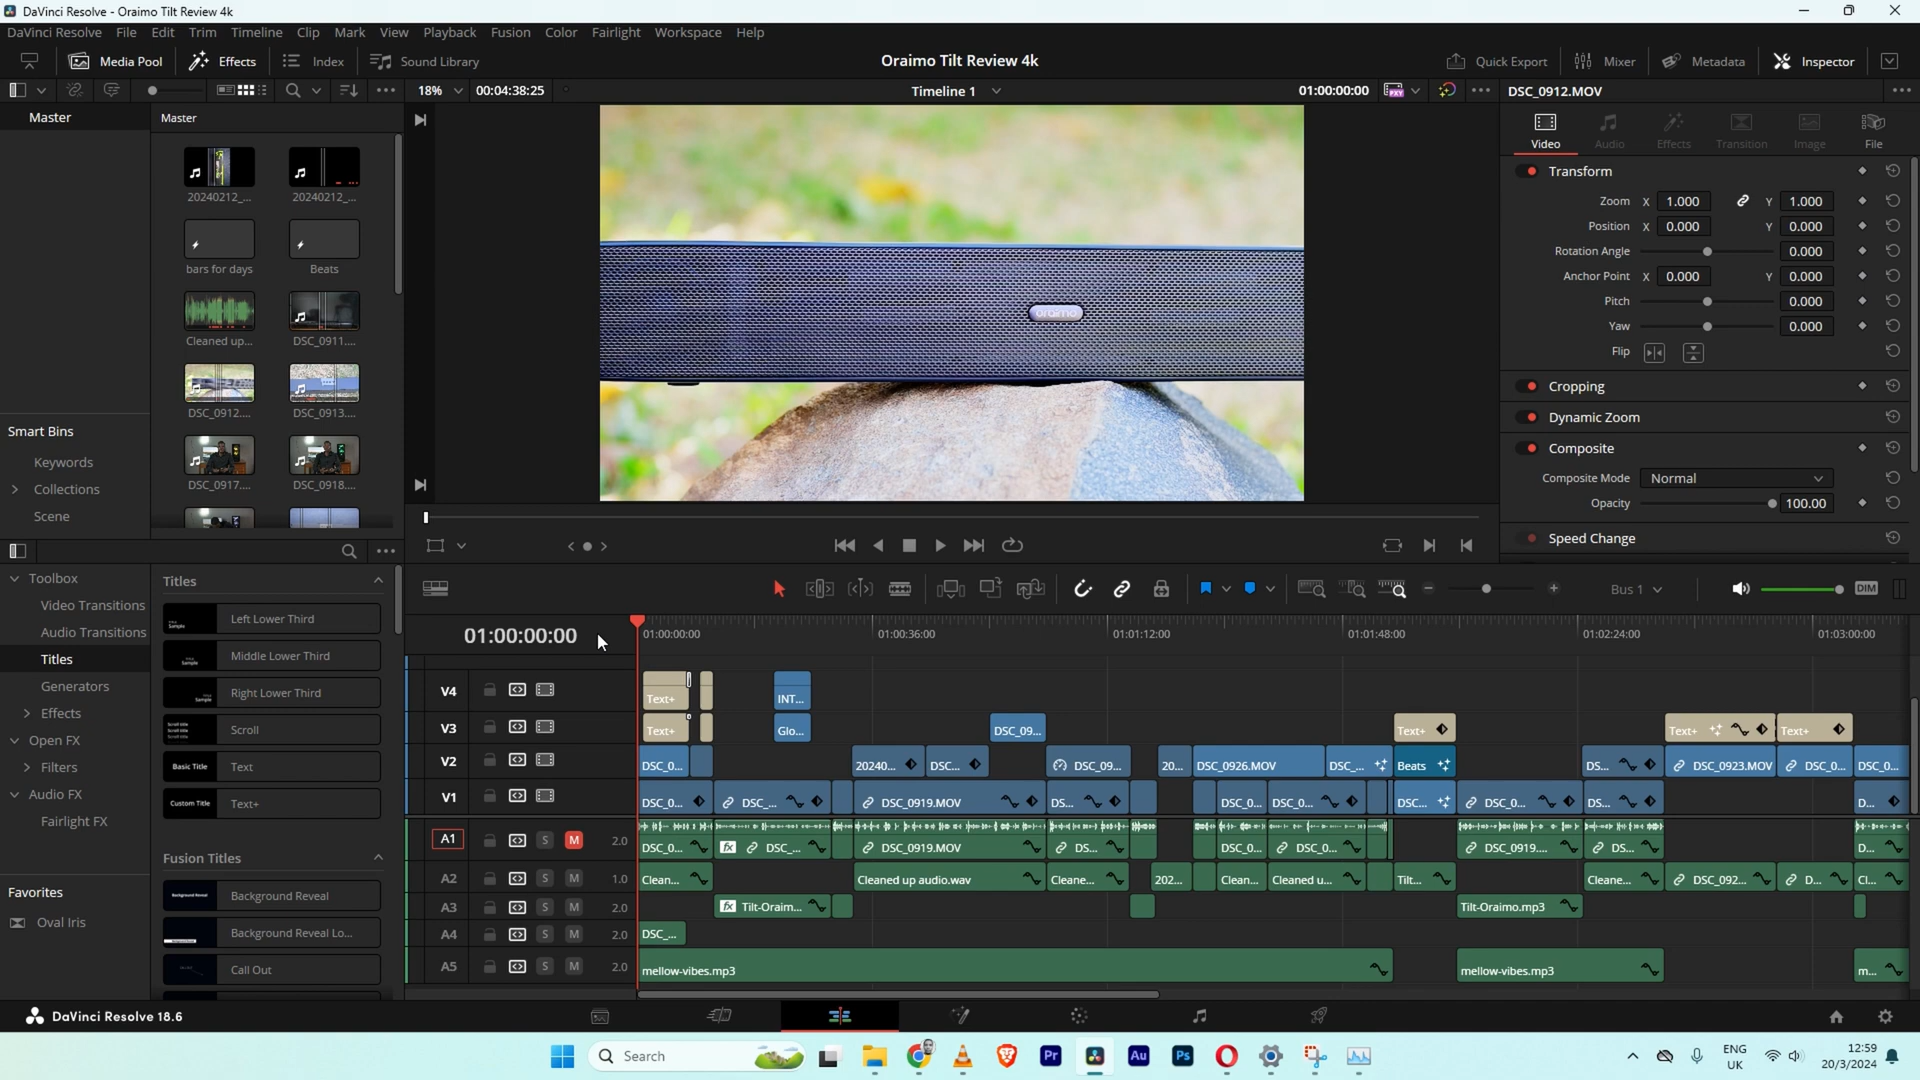 DaVinci Resolve - Oraimo Tilt Review 4k
DaVinci Resolve File Edit Trim Timeline Clip Mark View Playback Fusion Color Fairlight Workspace Help
Media Pool Effects Index Sound Library Oraimo Tilt Review 4k Quick Export Mixer Metadata Inspector
18% 00:04:38:25 Timeline 1 01:00:00:00 DSC_0912.MOV
Master
Master
20240212_... 20240212_...
bars for days Beats
Cleaned up... DSC_0911....
DSC_0912.... DSC_0913....
DSC_0917.... DSC_0918....
Smart Bins
Keywords
Collections
Scene
oraimo
Video Audio Effects Transition Image File
Transform
Zoom X 1.000 Y 1.000
Position X 0.000 Y 0.000
Rotation Angle 0.000
Anchor Point X 0.000 Y 0.000
Pitch 0.000
Yaw 0.000
Flip
Cropping
Dynamic Zoom
Composite
Composite Mode Normal
Opacity 100.00
Speed Change
Toolbox
Video Transitions
Audio Transitions
Titles
Generators
Effects
Open FX
Filters
Audio FX
Fairlight FX
Favorites
Oval Iris
Titles
Left Lower Third
Middle Lower Third
Right Lower Third
Scroll
Basic Title Text
Custom Title Text+
Fusion Titles
Background Reveal Background Reveal
Background Reveal Lo...
Call Out
Bus 1 DIM
01:00:00:00 01:00:00:00 01:00:36:00 01:01:12:00 01:01:48:00 01:02:24:00 01:03:00:00
V4 Text+ INT...
V3 Text+ Glo... DSC_09... Text+ Text+ Text+
V2 DSC_0... 20240... DSC... DSC_09... 20... DSC_0926.MOV DSC_... Beats DS... DSC_0923.MOV DSC_0... DSC_0...
V1 DSC_0... DSC_... DSC_0919.MOV DS... DSC_0... DSC_0... DSC... DSC_0... DS... D...
A1 S M 2.0 DSC_0... fx DSC_... DSC_0919.MOV DS... DSC_0... DSC_0... DSC_0919.... DS... D...
A2 S M 1.0 Clean... Cleaned up audio.wav Cleane... 202... Clean... Cleaned u... Tilt... Cleane... DSC_092... D... Cl...
A3 S M 2.0 fx Tilt-Oraim... Tilt-Oraimo.mp3
A4 S M 2.0 DSC_...
A5 S M 2.0 mellow-vibes.mp3 mellow-vibes.mp3 m...
DaVinci Resolve 18.6
Search Pr Au Ps ENG UK 12:59 20/3/2024